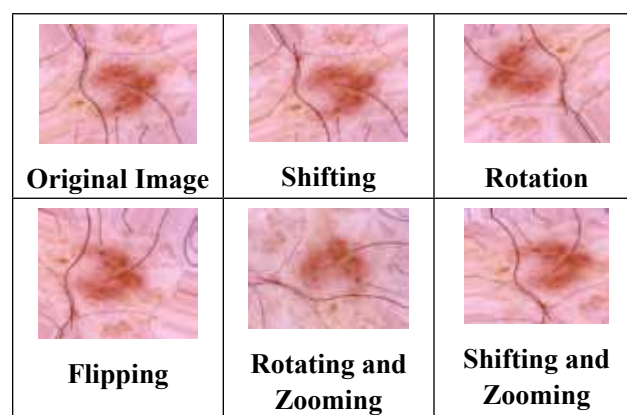 Original Image
Shifting
Rotation
Flipping
Rotating and
Zooming
Shifting and
Zooming